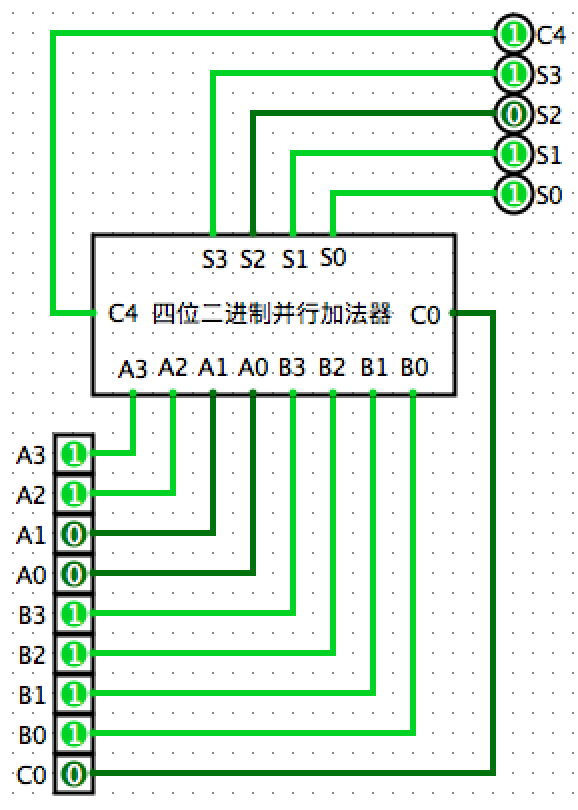 1 C4
1 S3
0 S2
1 S1
1 S0
S3 S2 S1 S0
C4 四位二进制并行加法器 C0
A3 A2 A1 A0 B3 B2 B1 B0
A3 1
A2 1
A1 0
A0 0
B3 1
B2 1
B1 1
B0 1
C0 0